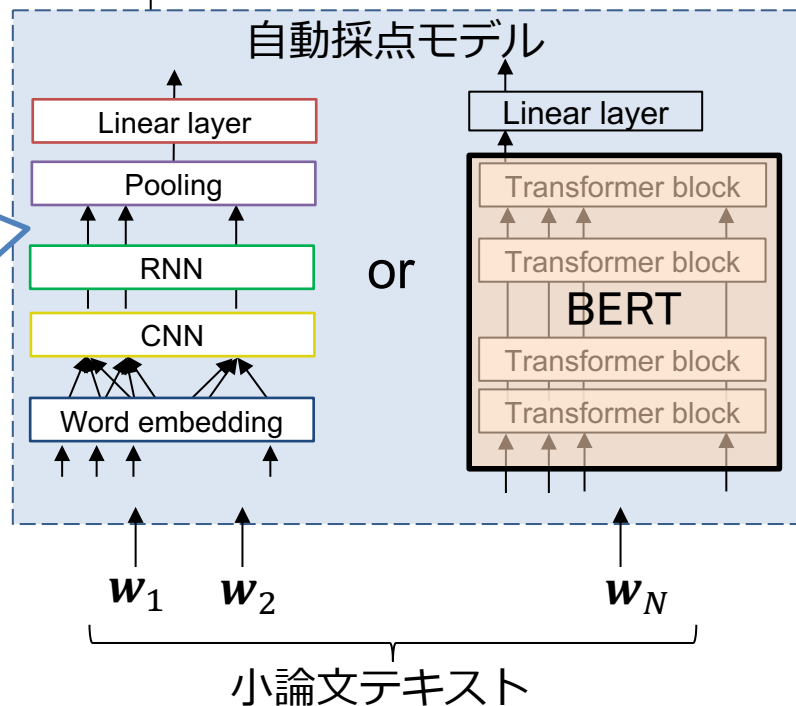 自動採点モデル
Linear layer
Pooling
RNN
CNN
Word embedding
or
Linear layer
Transformer block
Transformer block
BERT
Transformer block
Transformer block
w1
w2
wN
小論文テキスト